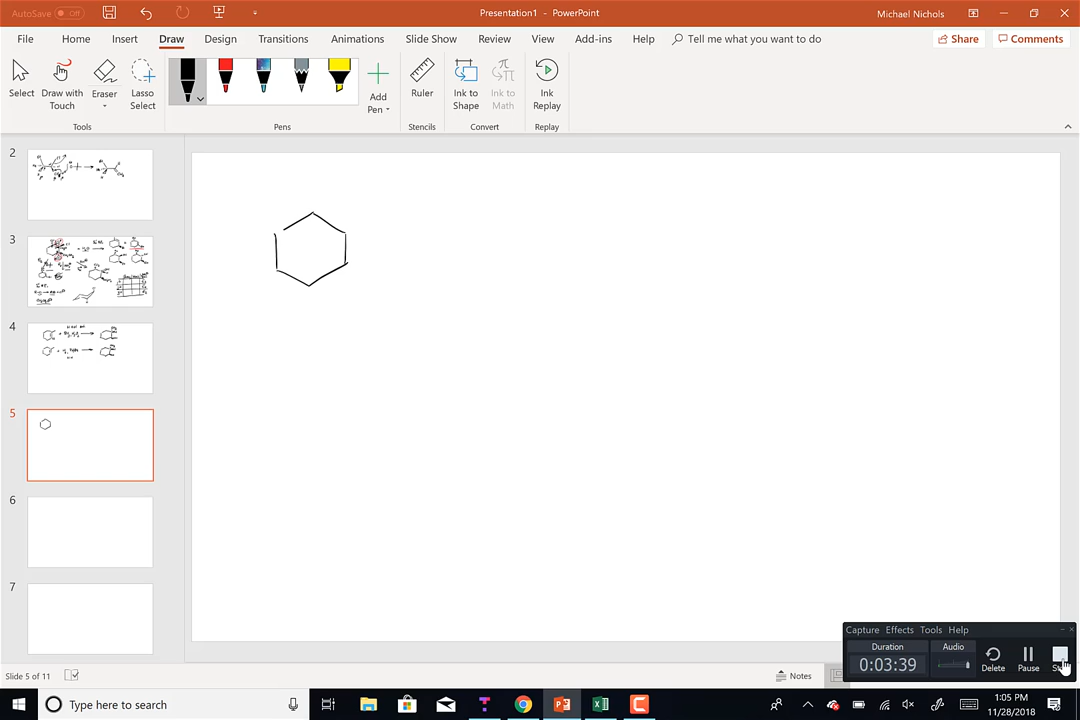 AutoSave Off
Presentation1 - PowerPoint
Michael Nichols
File Home Insert Draw Design Transitions Animations Slide Show Review View Add-ins Help Tell me what you want to do Share Comments
Select Draw with Touch Eraser Lasso Select Add Pen Ruler Ink to Shape Ink to Math Ink Replay
Tools Pens Stencils Convert Replay
2
3
4
5
6
7
Capture Effects Tools Help
Duration Audio
0:03:39 Delete Pause
Slide 5 of 11 Notes
Type here to search
1:05 PM
11/28/2018